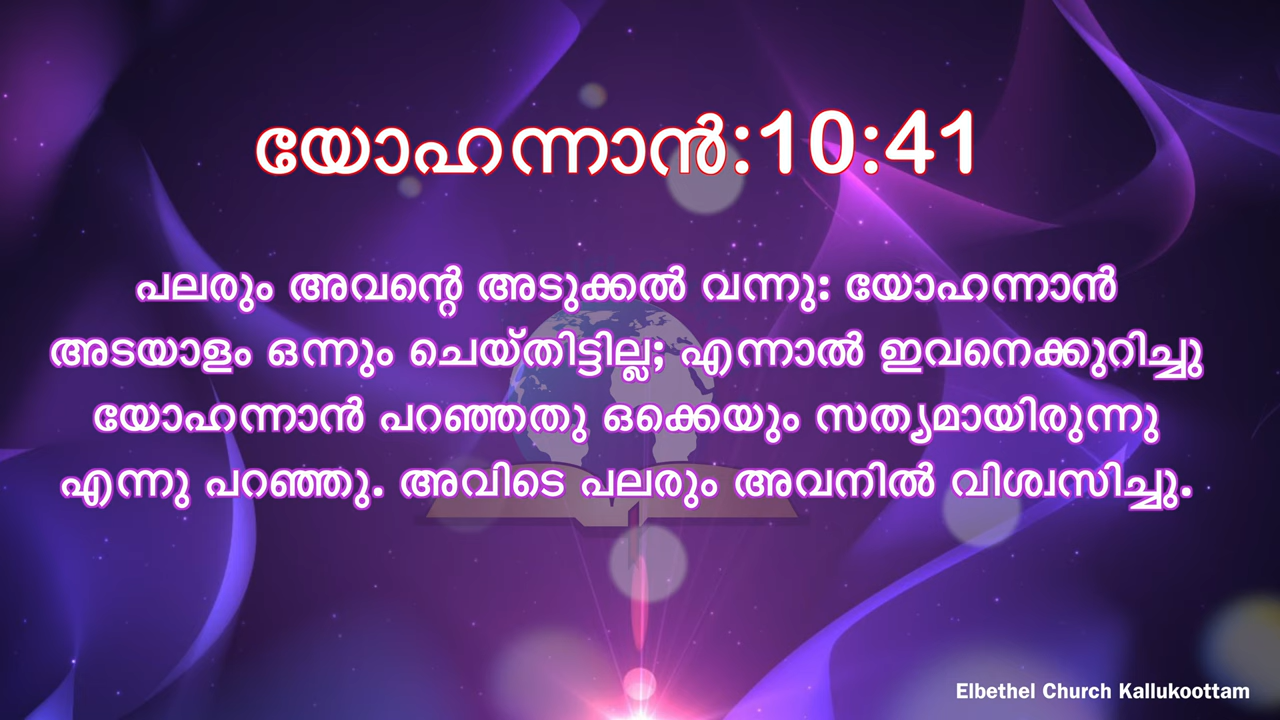 യോഹന്നാൻ:10:41
പലരും അവന്റെ അടുക്കൽ വന്നു: യോഹന്നാൻ
അടയാളം ഒന്നും ചെയ്തിട്ടില്ല; എന്നാൽ ഇവനെക്കുറിച്ചു
യോഹന്നാൻ പറഞ്ഞതു ഒക്കെയും സത്യമായിരുന്നു
എന്നു പറഞ്ഞു. അവിടെ പലരും അവനിൽ വിശ്വസിച്ചു.
Elbethel Church Kallukoottam